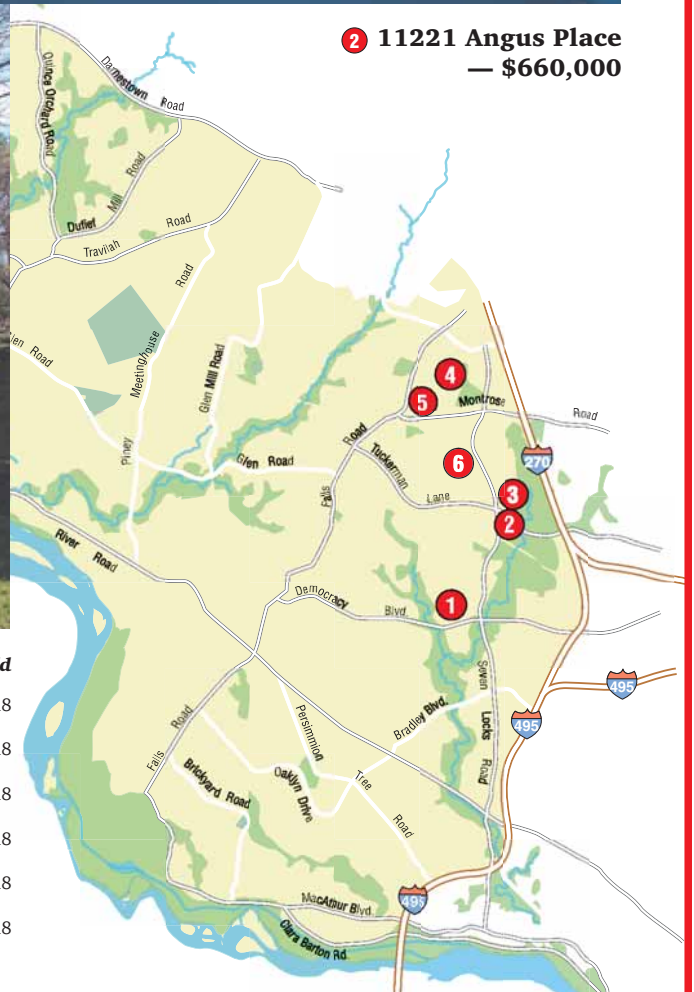 2 11221 Angus Place
— $660,000
Quince Orchard Road
Darnestown Road
Dufief Mill Road
Travilah Road
Glen Road
Piney Meetinghouse Road
Glen Mill Road
Glen Road
Falls Road
Tuckerman Lane
Montrose Road
4
5
6
3
2
1
270
River Road
Democracy Blvd.
Seven Locks Road
495
495
Bradley Blvd.
Persimmion Tree Road
Falls Road
Brickyard Road
Oaklyn Drive
MacArthur Blvd.
495
Clara Barton Rd.
d
8
8
8
8
8
8